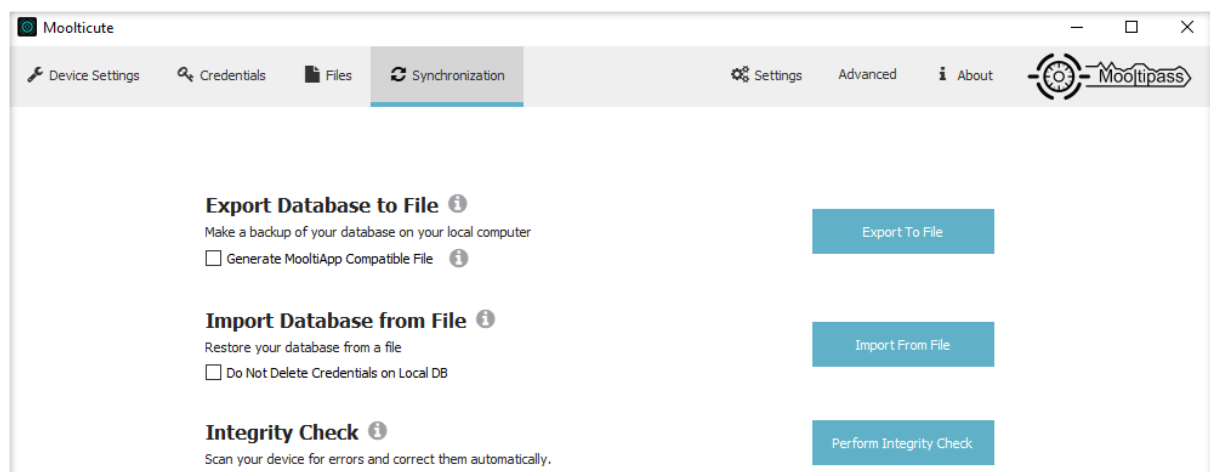 Moolticute
Device Settings Credentials Files Synchronization Settings Advanced About Mooltipass
Export Database to File
Make a backup of your database on your local computer
Export To File
Generate MooltiApp Compatible File
Import Database from File
Restore your database from a file
Import From File
Do Not Delete Credentials on Local DB
Integrity Check
Perform Integrity Check
Scan your device for errors and correct them automatically.